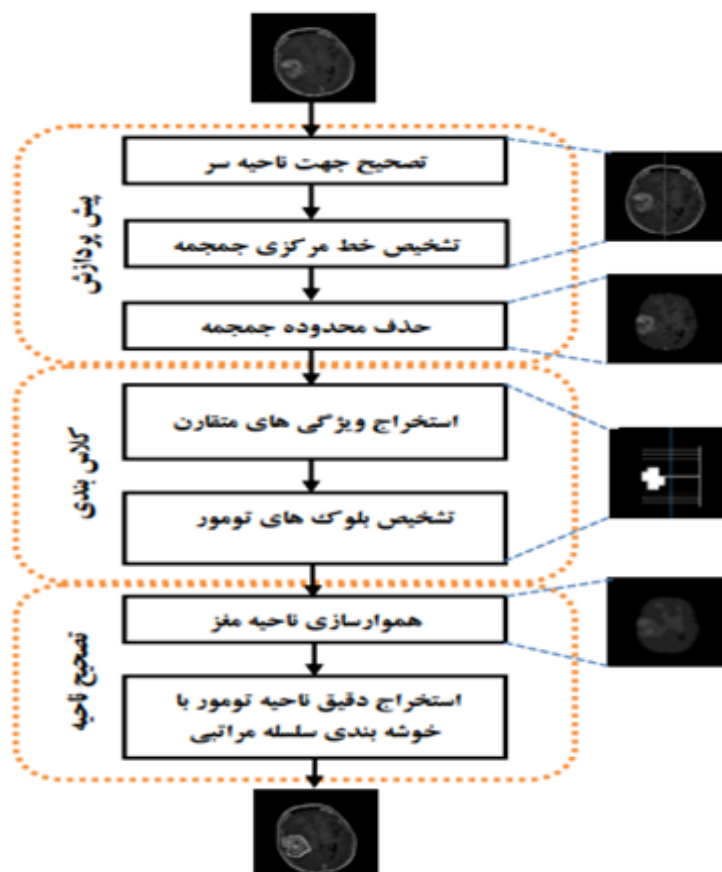 پیش پردازش
تصحیح جهت ناحیه سر
تشخیص خط مرکزی جمجمه
حذف محدوده جمجمه
کلاس بندی
استخراج ویژگی های متقارن
تشخیص بلوک های تومور
تصحیح ناحیه
هموارسازی ناحیه مغز
استخراج دقیق ناحیه تومور با
خوشه بندی سلسله مراتبی